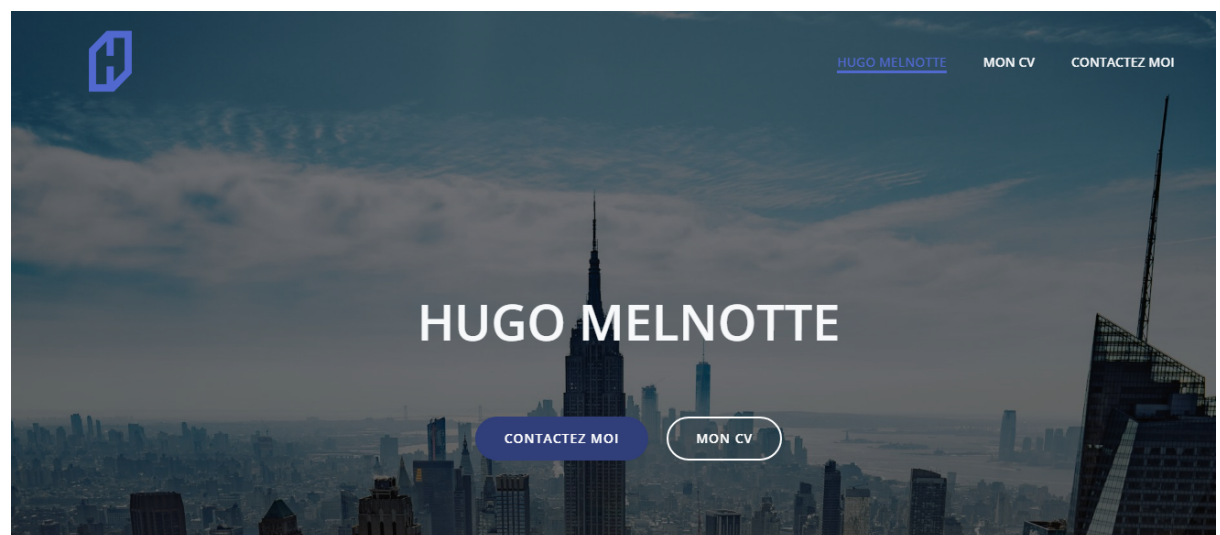 H
HUGO MELNOTTE MON CV CONTACTEZ MOI
HUGO MELNOTTE
CONTACTEZ MOI MON CV